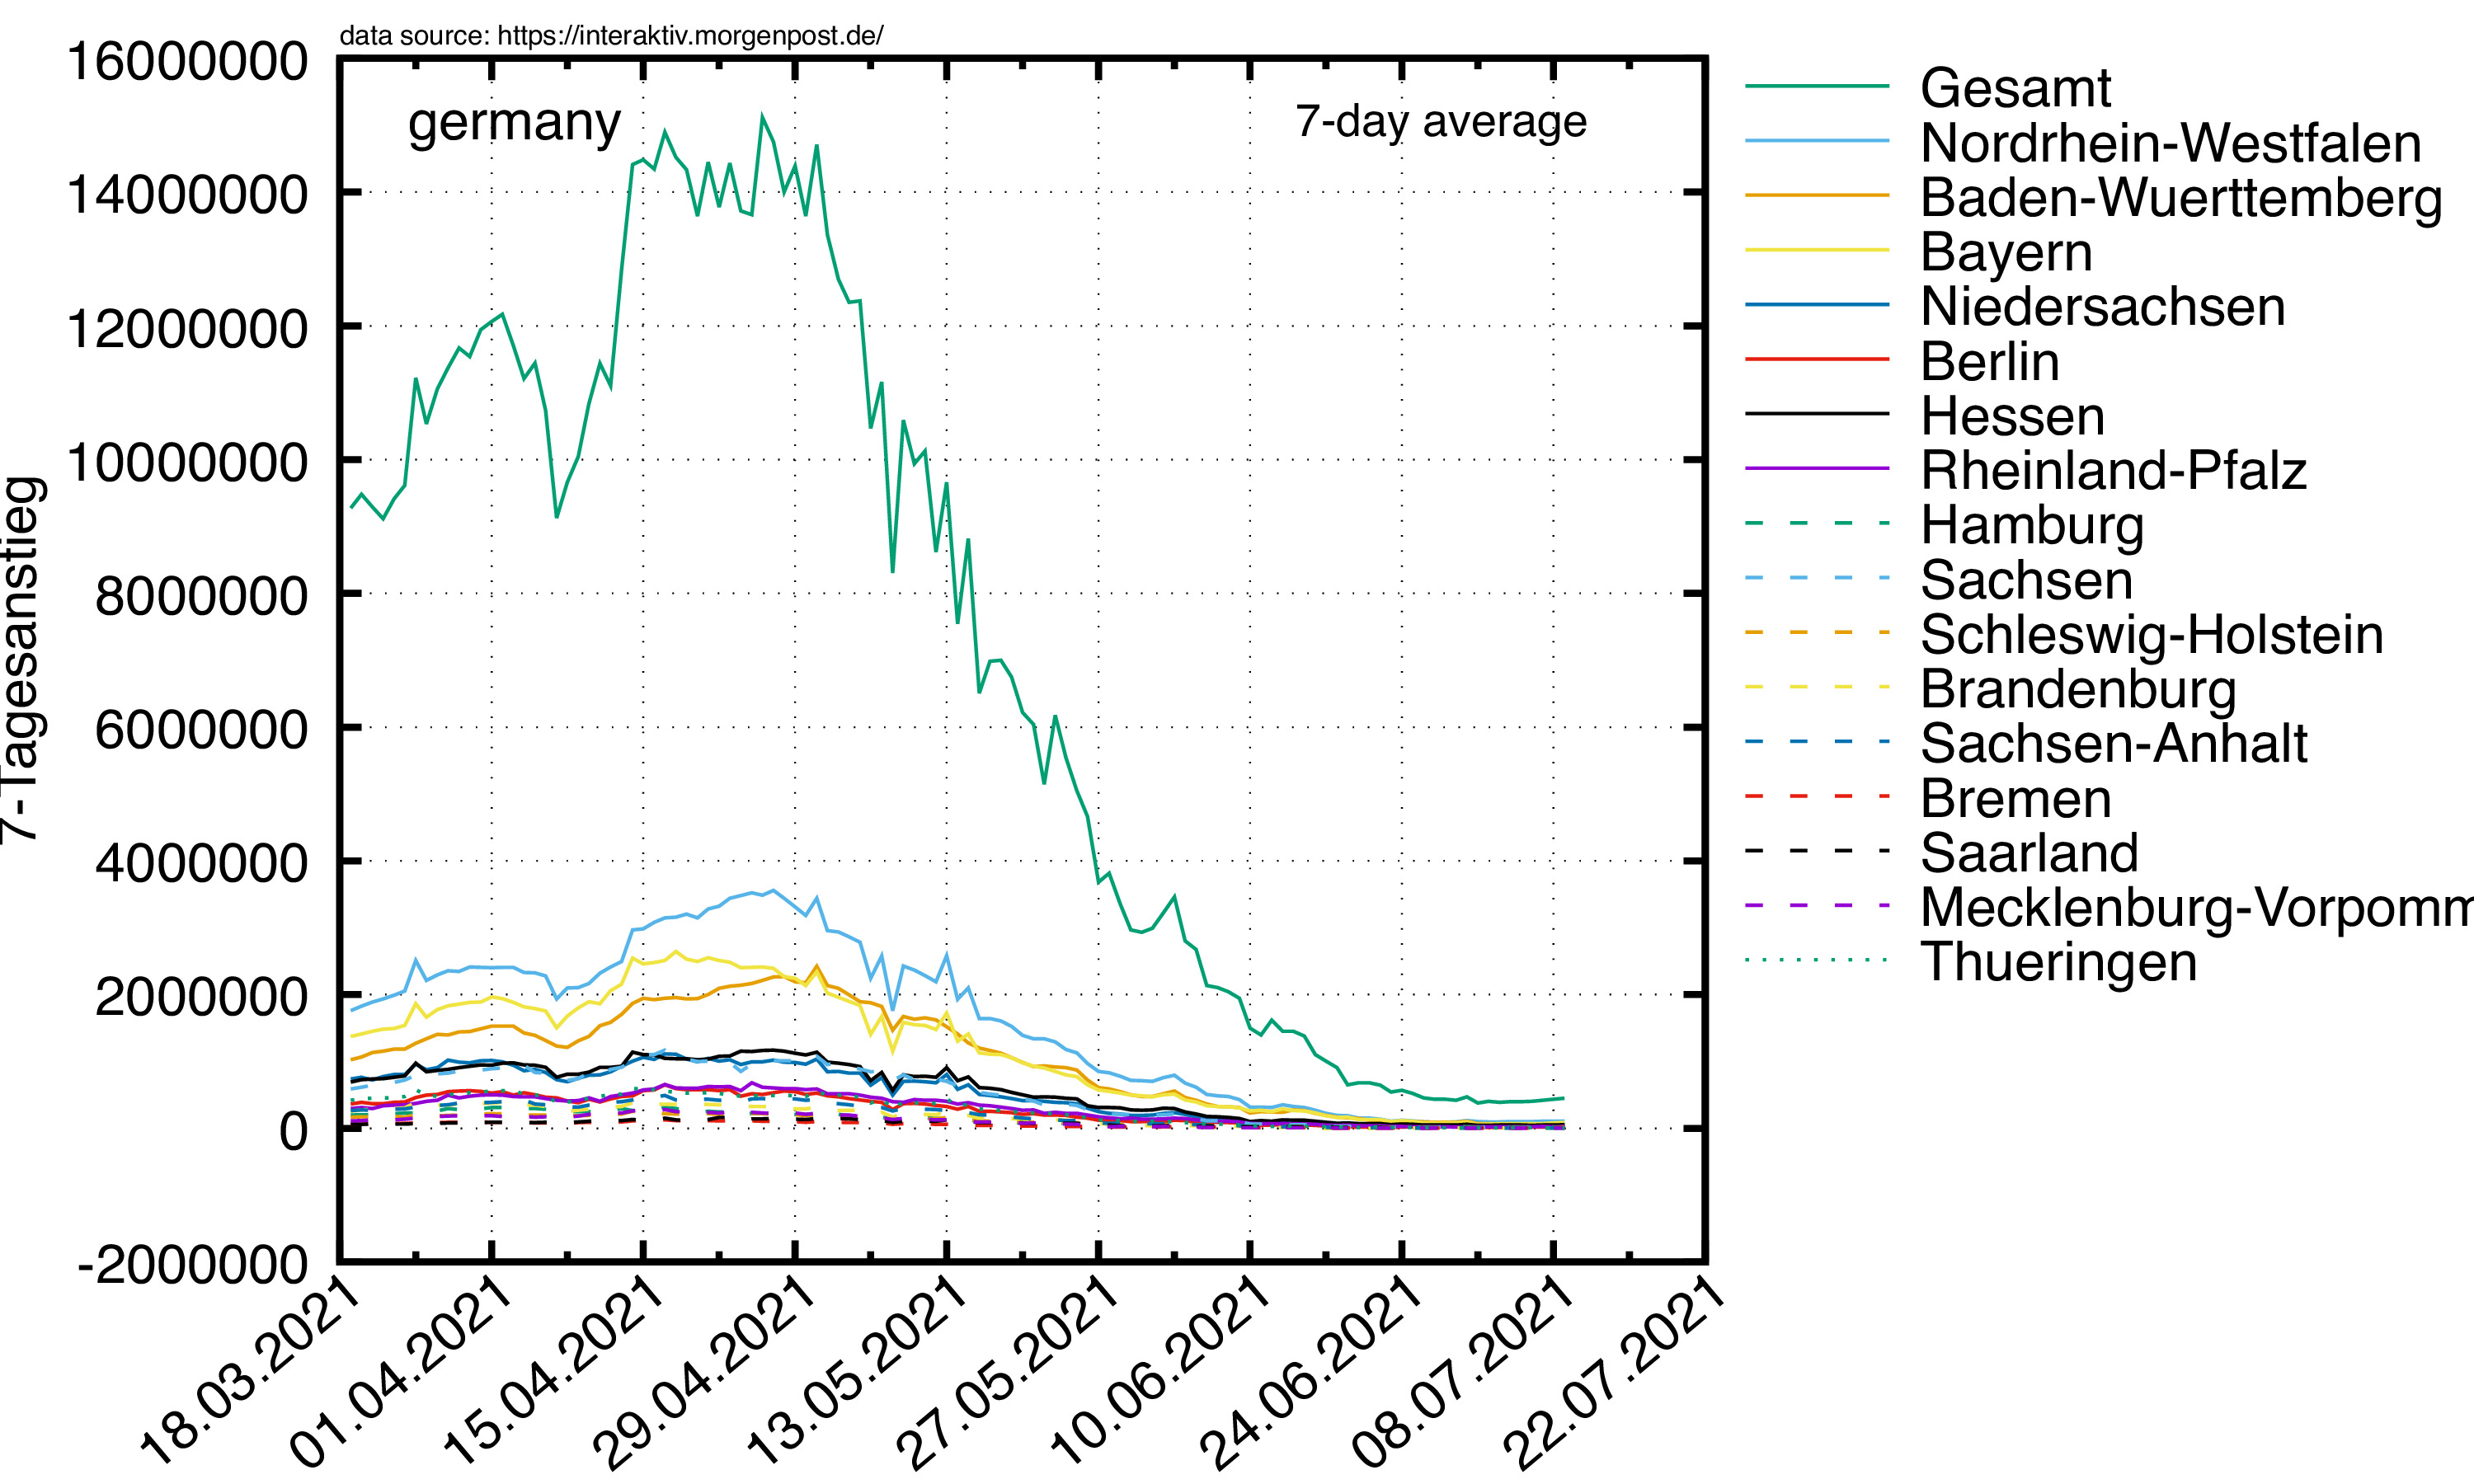 data source: https://interaktiv.morgenpost.de/
germany
7-day average
7-Tagesanstieg
16000000
14000000
12000000
10000000
8000000
6000000
4000000
2000000
0
-2000000
18.03.2021
01.04.2021
15.04.2021
29.04.2021
13.05.2021
27.05.2021
10.06.2021
24.06.2021
08.07.2021
22.07.2021
Gesamt
Nordrhein-Westfalen
Baden-Wuerttemberg
Bayern
Niedersachsen
Berlin
Hessen
Rheinland-Pfalz
Hamburg
Sachsen
Schleswig-Holstein
Brandenburg
Sachsen-Anhalt
Bremen
Saarland
Mecklenburg-Vorpomm
Thueringen